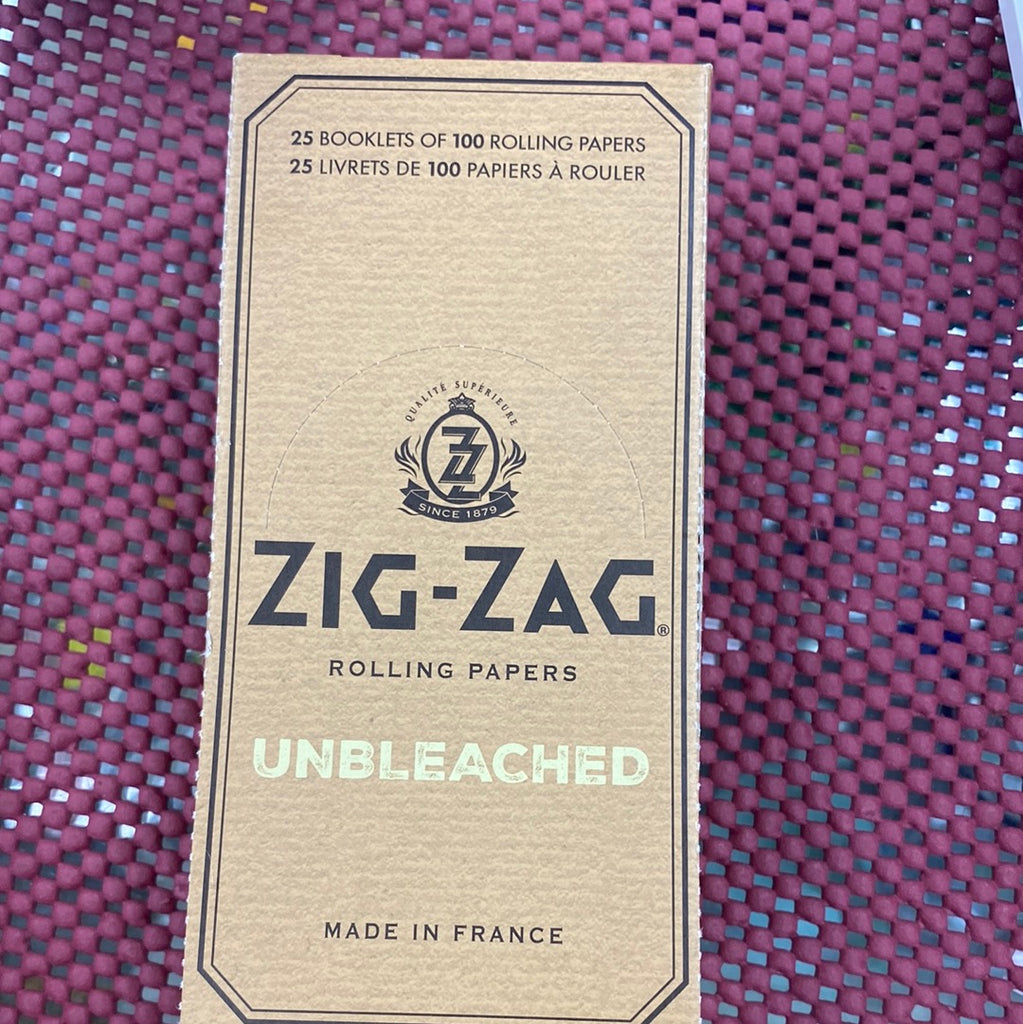 25 BOOKLETS OF 100 ROLLING PAPERS
25 LIVRETS DE 100 PAPIERS À ROULER
QUALITÉ SUPÉRIEURE
ZZ
SINCE 1879
ZIG-ZAG®
ROLLING PAPERS
UNBLEACHED
MADE IN FRANCE